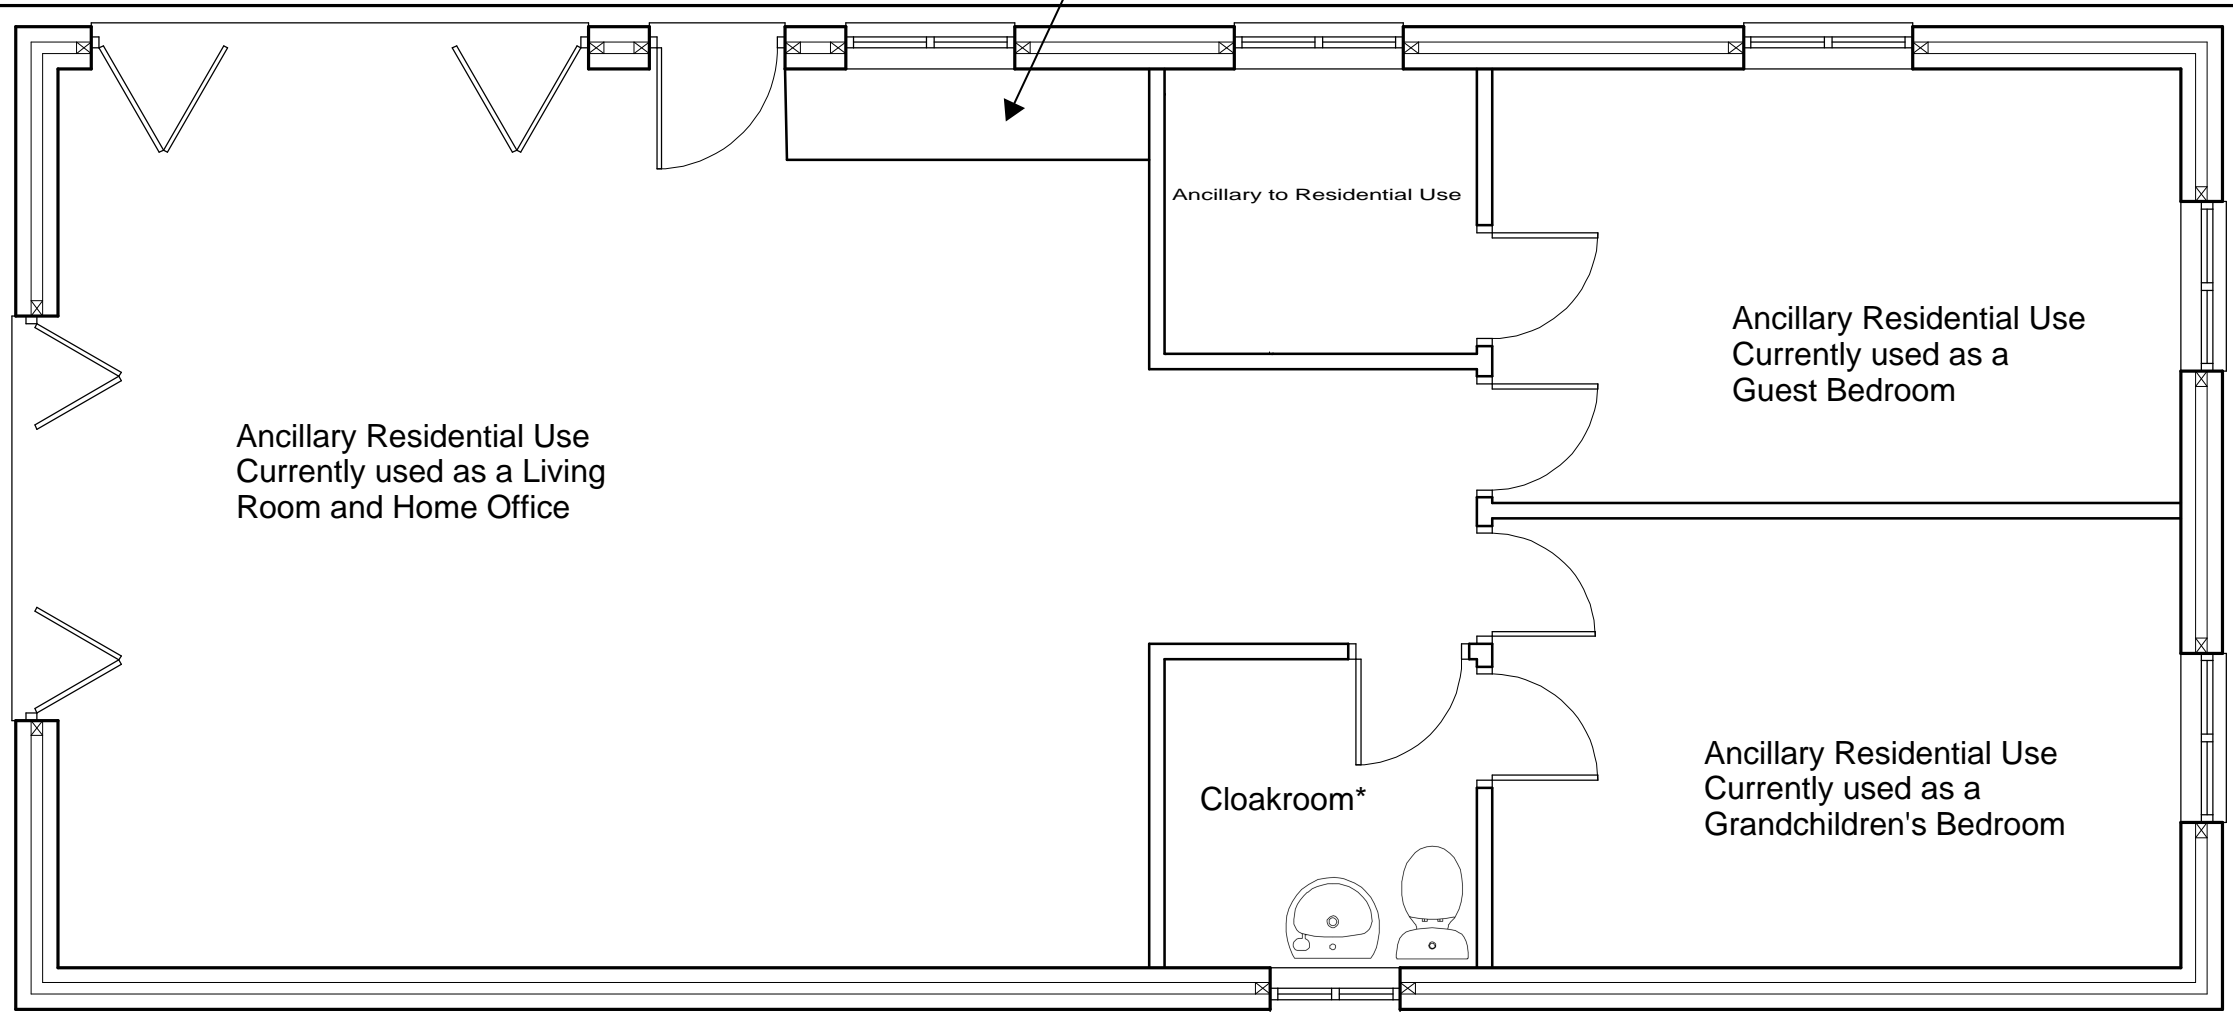 Ancillary to Residential Use
Ancillary Residential Use
Currently used as a
Guest Bedroom
Ancillary Residential Use
Currently used as a Living
Room and Home Office
Cloakroom*
Ancillary Residential Use
Currently used as a
Grandchildren's Bedroom